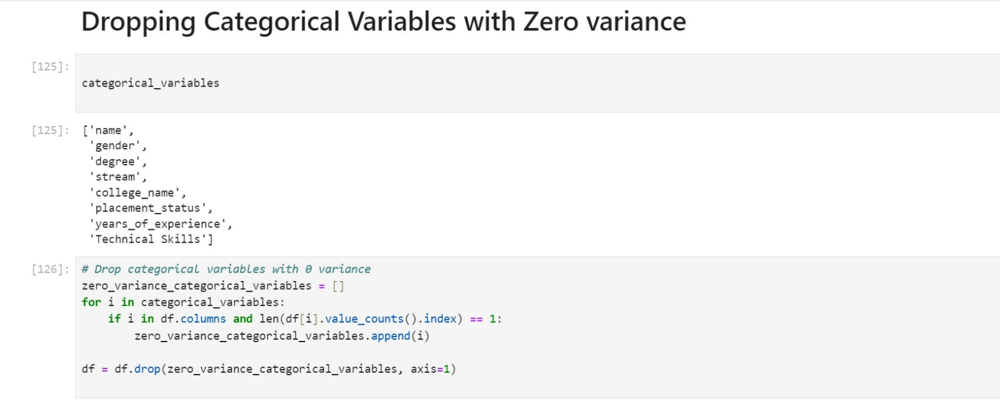 Dropping Categorical Variables with Zero variance
[125]:
categorical_variables
[125]: ['name',
'gender',
'degree',
'stream',
'college_name',
'placement_status',
'years_of_experience',
'Technical Skills']
[126]: # Drop categorical variables with 0 variance
zero_variance_categorical_variables = []
for i in categorical_variables:
    if i in df.columns and len(df[i].value_counts().index) == 1:
        zero_variance_categorical_variables.append(i)
df = df.drop(zero_variance_categorical_variables, axis=1)